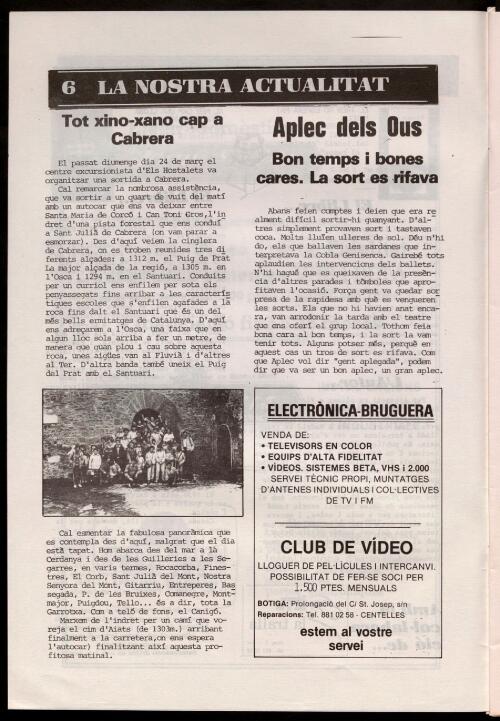 6 LA NOSTRA ACTUALITAT
Tot xino-xano cap a
Cabrera
El passat diumenge dia 24 de març el
centre excursionista d'Els Hostalets va
organitzar una sortida a Cabrera.
Cal remarcar la nombrosa assistència,
que va sortir a un quart de vuit del matí
amb un autocar que ens va deixar entre
Santa Maria de Corcó i Can Toni Gros,l'in
dret d'una pista forestal que ens conduí
a Sant Julià de Cabrera (on vam parar a
esmorzar). Des d'aquí veiem la cinglera
de Cabrera, on es troben reunides tres di
ferents alçades: a 1312 m. el Puig de Prat
La major alçada de la regió, a 1305 m. en
l'Osca i 1294 m. en el Santuari. Conduits
per un curriol ens enfilem per sota els
penyassegats fins arribar a les caracterís
tiques escoles que s'enfilen agafades a la
roca fins dalt el Santuari que és un del
més bells ermitatges de Catalunya. D'aquí
ens adreçarem a l'Osca, una faixa que en
algun lloc sols arriba a fer un metre, de
manera que quan plou i cau sobre aquesta
roca, unes aigües van al Fluvià i d'altres
al Ter. D'altra banda també uneix el Puig
del Prat amb el Santuari.
Cal esmentar la fabulosa panoràmica que
es contempla des d'aquí, malgrat que el dia
està tapat. Hom abarca des del mar a la
Cerdanya i des de les Guilleries a les Se-
garres, en varis termes, Rocacorba, Fines-
tres, El Corb, Sant Julià del Mont, Nostra
Senyora del Mont, Gitarriu, Entreperes, Bas
segada, P. de les Bruixes, Comanegre, Mont-
major, Puigdou, Tello... és a dir, tota la
Garrotxa. Com a teló de fons, el Canigó.
Marxem de l'indret per un camí que vo-
reja el cim d'Aiats (de 1303m.) arribant
finalment a la carretera,on ens espera
l'autocar) finalitzant així aquesta pro-
fitosa matinal.
Aplec dels Ous
Bon temps i bones
cares. La sort es rifava
Abans feien comptes i deien que era re
alment difícil sortir-hi guanyant. D'al-
tres simplement provaven sort i tastaven
coca. Molts lluïen ulleres de sol. Déu n'hi
do, els que ballaven les sardanes que in-
terpretava la Cobla Genisenca. Gairebé tots
aplaudien les intervencions dels ballets.
N'hi hagué que es queixaven de la presèn-
cia d'altres parades i tómboles que apro-
fitaven l'ocasió. Força gent va quedar sor
presa de la rapidesa amb què es vengueren
les sorts. Els que no hi havien anat enca-
ra, van arrodonir la tarda amb el teatre
que ens oferí el grup local. Tothom feia
bona cara al bon temps, i la sort la vam
tenir tots. Alguns potser més, perquè en
aquest cas un tros de sort es rifava. Com
que Aplec vol dir "gent aplegada", podem
dir que va ser un bon aplec, un gran aplec.
ELECTRÒNICA-BRUGUERA
VENDA DE:
• TELEVISORS EN COLOR
• EQUIPS D'ALTA FIDELITAT
• VÍDEOS. SISTEMES BETA, VHS i 2.000
SERVEI TÈCNIC PROPI, MUNTATGES
D'ANTENES INDIVIDUALS I COL·LECTIVES
DE TV I FM
CLUB DE VÍDEO
LLOGUER DE PEL·LÍCULES I INTERCANVI.
POSSIBILITAT DE FER-SE SOCI PER
1.500 PTES. MENSUALS
BOTIGA: Prolongació del C/ St. Josep, s/n
Reparacions: Tel. 881 02 58 - CENTELLES
estem al vostre
servei